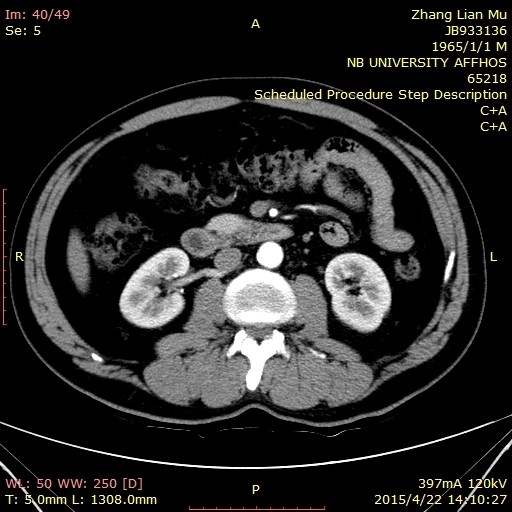 Im: 40/49
Se: 5
A
Zhang Lian Mu
JB933136
1965/1/1 M
NB UNIVERSITY AFFHOS
65218
Scheduled Procedure Step Description
C+A
C+A
R
L
WL: 50 WW: 250 [D]
T: 5.0mm L: 1308.0mm
P
397mA 120kV
2015/4/22 14:10:27